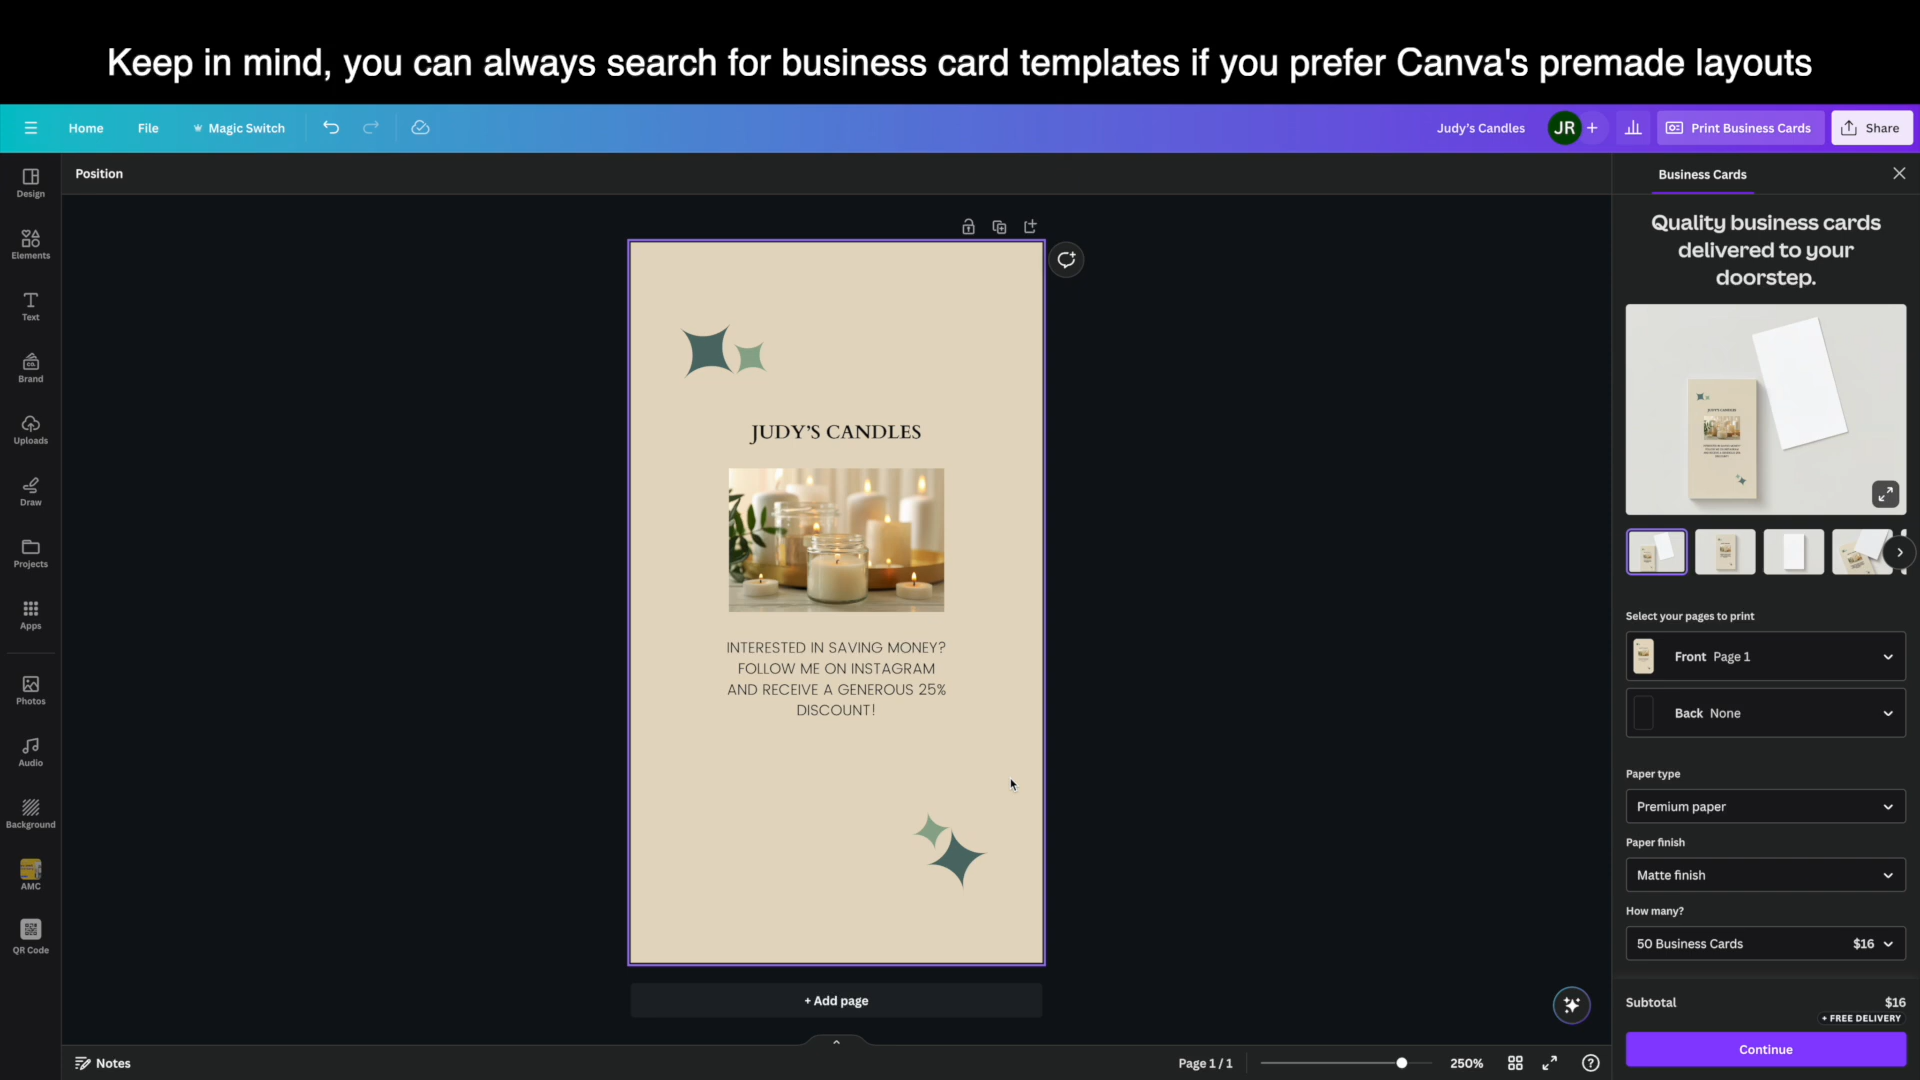 Keep in mind, you can always search for business card templates if you prefer Canva's premade layouts
Home File Magic Switch Judy's Candles JR Print Business Cards Share
Position
Design
Elements
Text
Brand
Uploads
Draw
Projects
Apps
Photos
Audio
Background
AMC
QR Code
JUDY'S CANDLES
INTERESTED IN SAVING MONEY?
FOLLOW ME ON INSTAGRAM
AND RECEIVE A GENEROUS 25%
DISCOUNT!
+ Add page
Notes
Page 1 / 1
250%
Business Cards
Quality business cards
delivered to your
doorstep.
Select your pages to print
Front Page 1
Back None
Paper type
Premium paper
Paper finish
Matte finish
How many?
50 Business Cards $16
Subtotal $16
+ FREE DELIVERY
Continue